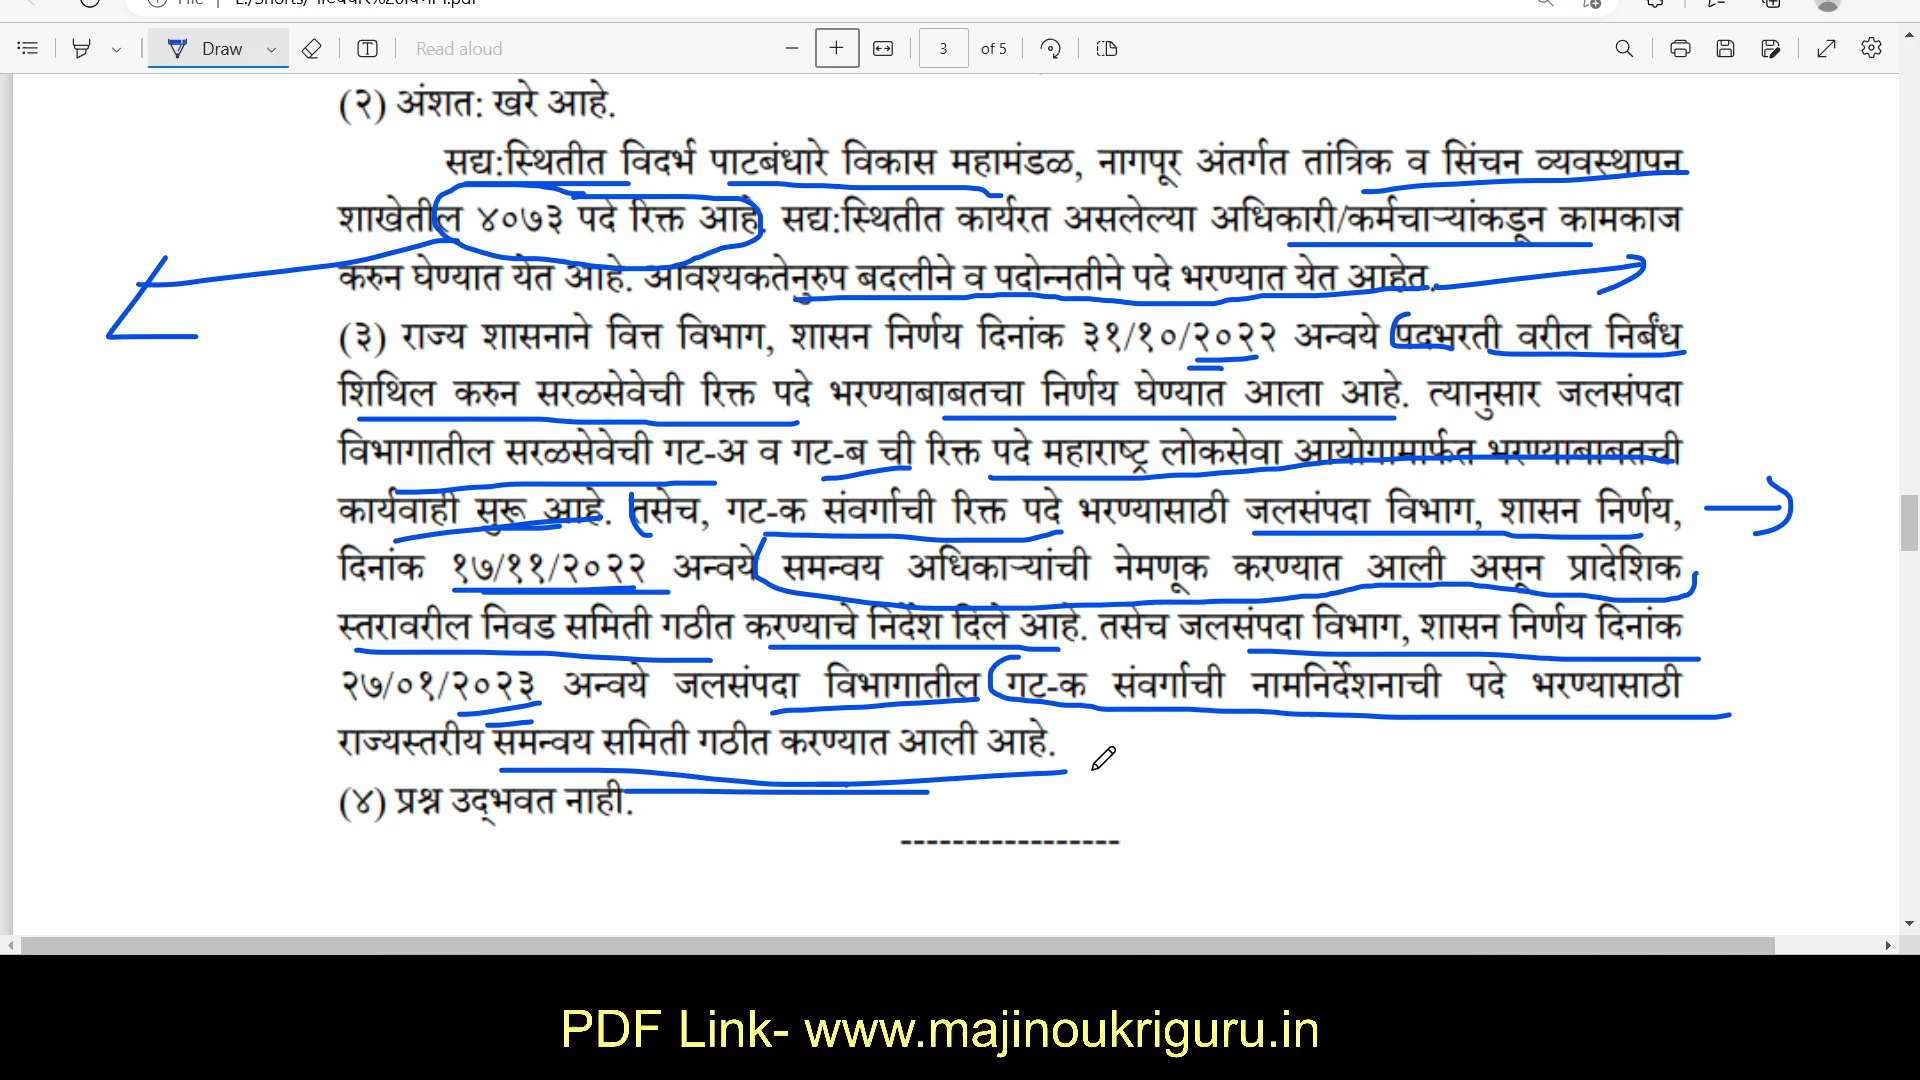 Draw
Read aloud
3 of 5
(२) अंशत: खरे आहे.
सद्य:स्थितीत विदर्भ पाटबंधारे विकास महामंडळ, नागपूर अंतर्गत तांत्रिक व सिंचन व्यवस्थापन
शाखेतील ४०७३ पदे रिक्त आहे. सद्य:स्थितीत कार्यरत असलेल्या अधिकारी/कर्मचाऱ्यांकडून कामकाज
करुन घेण्यात येत आहे. आवश्यकतेनुरुप बदलीने व पदोन्नतीने पदे भरण्यात येत आहेत.
(३) राज्य शासनाने वित्त विभाग, शासन निर्णय दिनांक ३१/१०/२०२२ अन्वये पदभरती वरील निर्बंध
शिथिल करुन सरळसेवेची रिक्त पदे भरण्याबाबतचा निर्णय घेण्यात आला आहे. त्यानुसार जलसंपदा
विभागातील सरळसेवेची गट-अ व गट-ब ची रिक्त पदे महाराष्ट्र लोकसेवा आयोगामार्फत भरण्याबाबतची
कार्यवाही सुरू आहे. तसेच, गट-क संवर्गाची रिक्त पदे भरण्यासाठी जलसंपदा विभाग, शासन निर्णय,
दिनांक १७/११/२०२२ अन्वये समन्वय अधिकाऱ्यांची नेमणूक करण्यात आली असून प्रादेशिक
स्तरावरील निवड समिती गठीत करण्याचे निर्देश दिले आहे. तसेच जलसंपदा विभाग, शासन निर्णय दिनांक
२७/०१/२०२३ अन्वये जलसंपदा विभागातील गट-क संवर्गाची नामनिर्देशनाची पदे भरण्यासाठी
राज्यस्तरीय समन्वय समिती गठीत करण्यात आली आहे.
(४) प्रश्न उद्‌भवत नाही.
-----------------
PDF Link- www.majinoukriguru.in